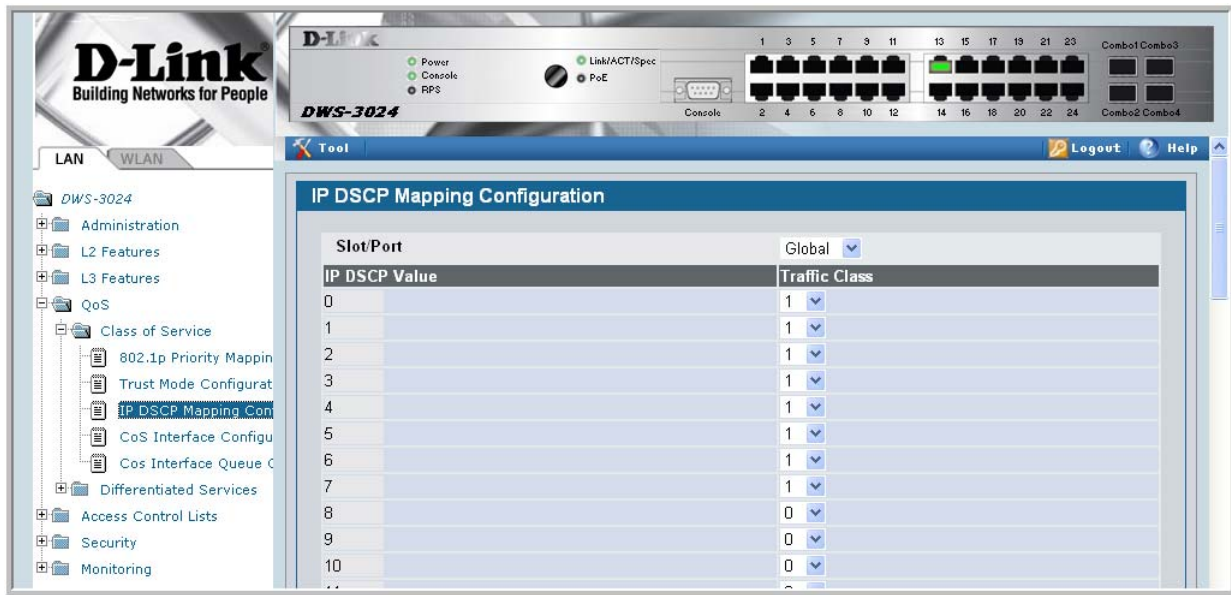 D-Link
Building Networks for People
D-Link
Power
Console
RPS
Link/ACT/Spec
PoE
DWS-3024
Console
1 3 5 7 9 11 13 15 17 19 21 23
Combo1 Combo3
2 4 6 8 10 12 14 16 18 20 22 24
Combo2 Combo4
LAN WLAN
Tool Logout Help
DWS-3024
Administration
L2 Features
L3 Features
QoS
Class of Service
802.1p Priority Mappin
Trust Mode Configurat
IP DSCP Mapping Con
CoS Interface Configu
Cos Interface Queue C
Differentiated Services
Access Control Lists
Security
Monitoring
IP DSCP Mapping Configuration
Slot/Port Global
IP DSCP Value Traffic Class
0 1
1 1
2 1
3 1
4 1
5 1
6 1
7 1
8 0
9 0
10 0